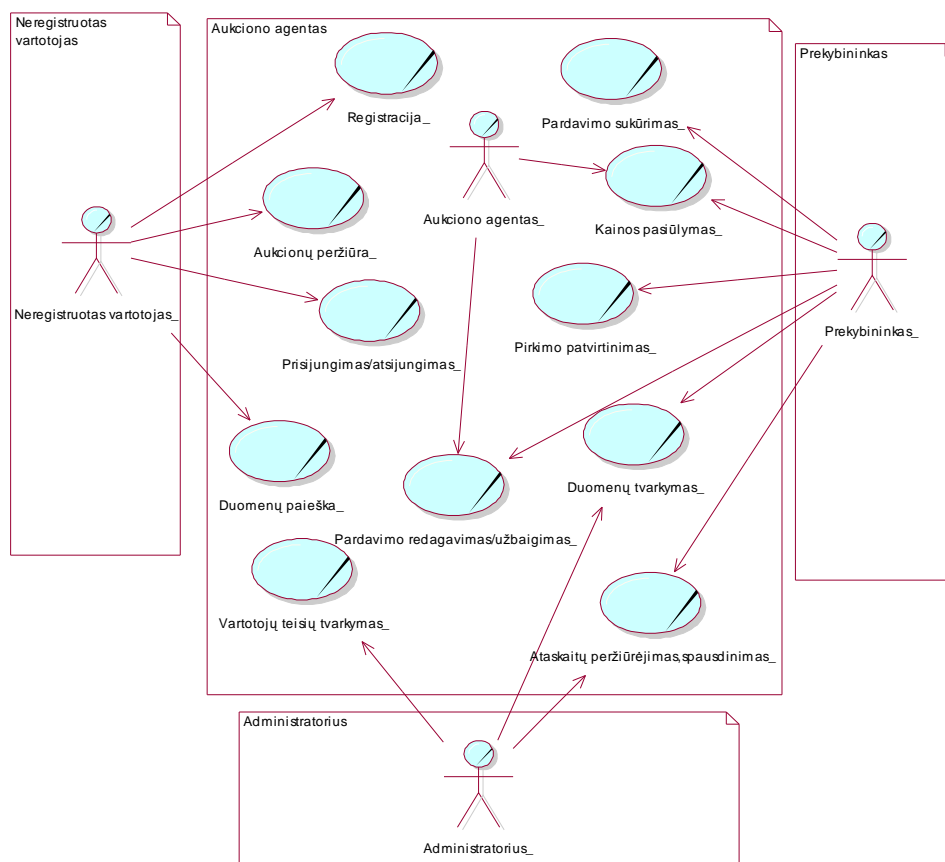 Neregistruotas
vartotojas
Aukciono agentas
Prekybininkas
Registracija_
Pardavimo sukūrimas_
Aukciono agentas_
Kainos pasiūlymas_
Aukcionų peržiūra_
Neregistruotas vartotojas_
Prekybininkas_
Prisijungimas/atsijungimas_
Pirkimo patvirtinimas_
Duomenų paieška_
Duomenų tvarkymas_
Pardavimo redagavimas/užbaigimas_
Vartotojų teisių tvarkymas_
Ataskaitų peržiūrėjimas,spausdinimas_
Administratorius
Administratorius_